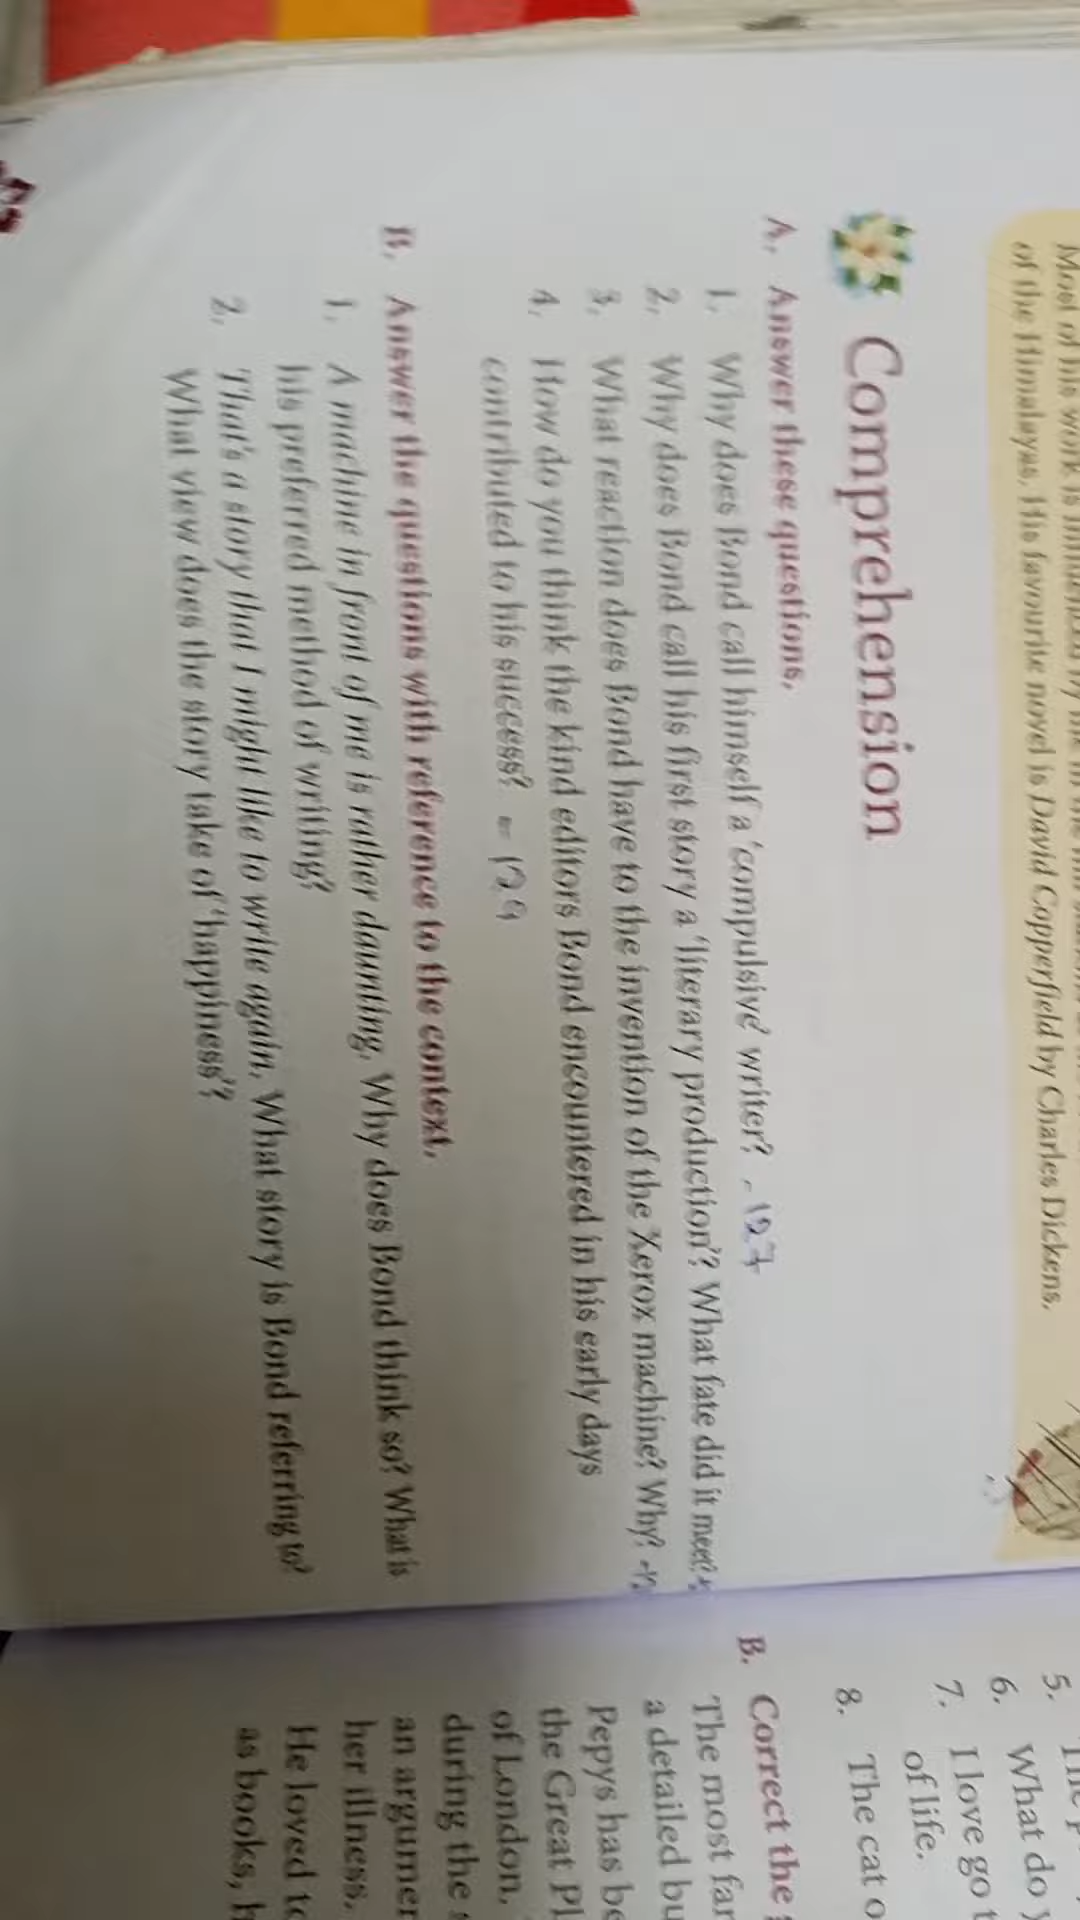 Most of his work is
of the Himalayas. His favourite novel is David Copperfield by Charles Dickens.
Comprehension
A. Answer these questions.
1. Why does Bond call himself a 'compulsive' writer? - 127
2. Why does Bond call his first story a 'literary production'? What fate did it meet?
3. What reaction does Bond have to the invention of the Xerox machine? Why?
4. How do you think the kind editors Bond encountered in his early days
contributed to his success? = 129
B. Answer the questions with reference to the context.
1. A machine in front of me is rather daunting. Why does Bond think so? What is
his preferred method of writing?
2. That's a story that I might like to write again. What story is Bond referring to?
What view does the story take of 'happiness'?
5.
6. What do
7. I love go
of life.
8. The cat
B. Correct the
The most
a detailed
Pepys has
the Great
of London.
during the
an
her illness.
He loved
as books,